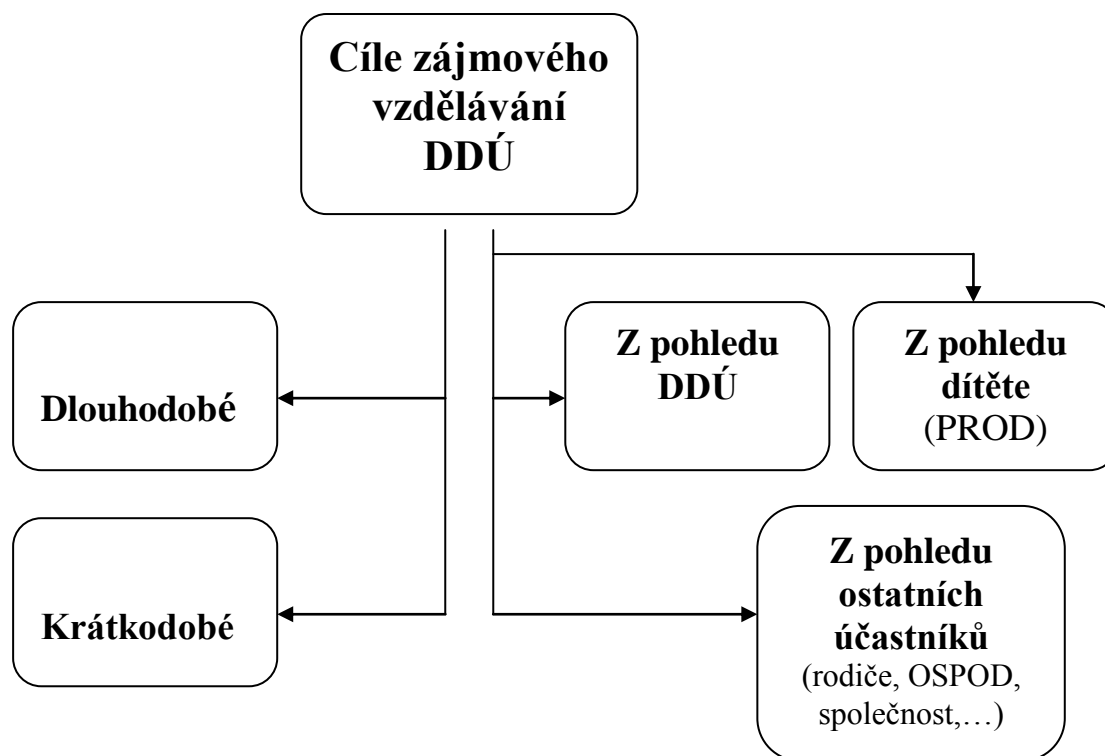 Cíle zájmového
vzdělávání
DDÚ
Z pohledu
DDÚ
Z pohledu
dítěte
(PROD)
Dlouhodobé
Z pohledu
ostatních
účastníků
(rodiče, OSPOD,
společnost,…)
Krátkodobé